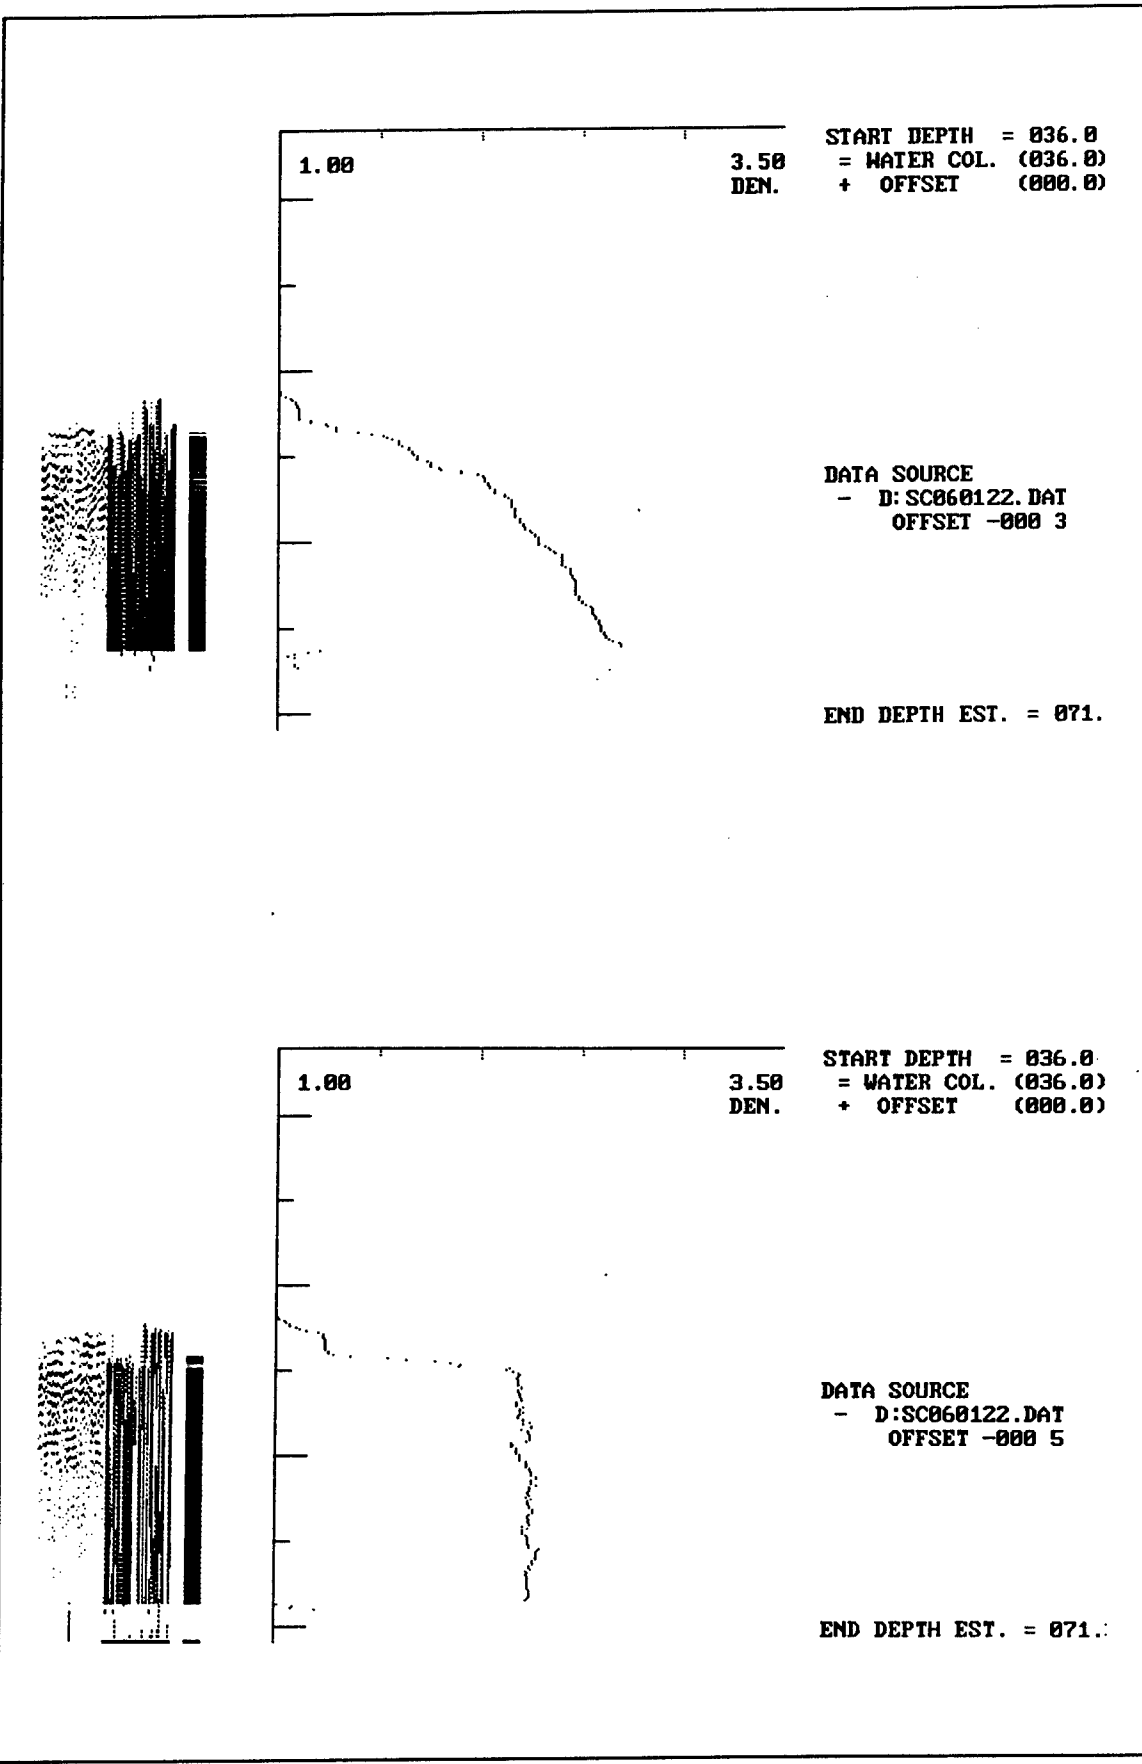 1.00
3.50
DEN.
START DEPTH = 036.0
= WATER COL. (036.0)
+ OFFSET (000.0)
DATA SOURCE
- D:SC060122.DAT
OFFSET -000 3
END DEPTH EST. = 071.
1.00
3.50
DEN.
START DEPTH = 036.0
= WATER COL. (036.0)
+ OFFSET (000.0)
DATA SOURCE
- D:SC060122.DAT
OFFSET -000 5
END DEPTH EST. = 071.